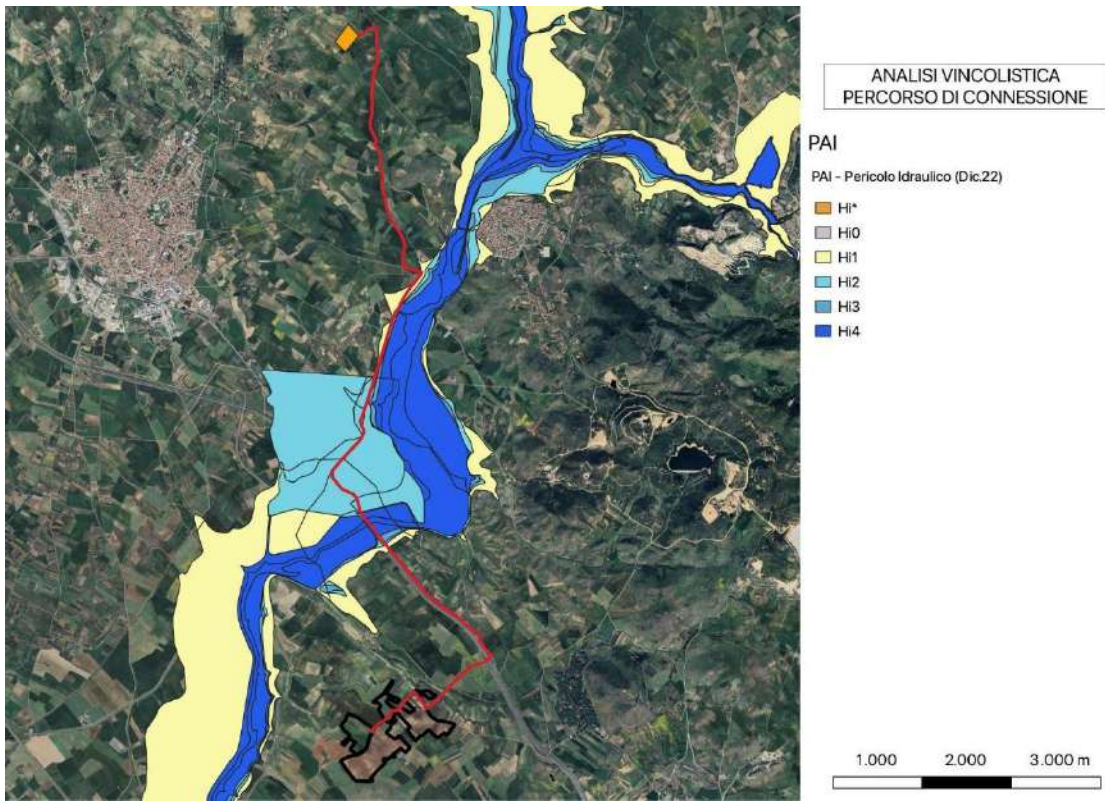 ANALISI VINCOLISTICA
PERCORSO DI CONNESSIONE
PAI
PAI - Pericolo Idraulico (Dic.22)
Hi*
Hi0
Hi1
Hi2
Hi3
Hi4
1.000 2.000 3.000 m